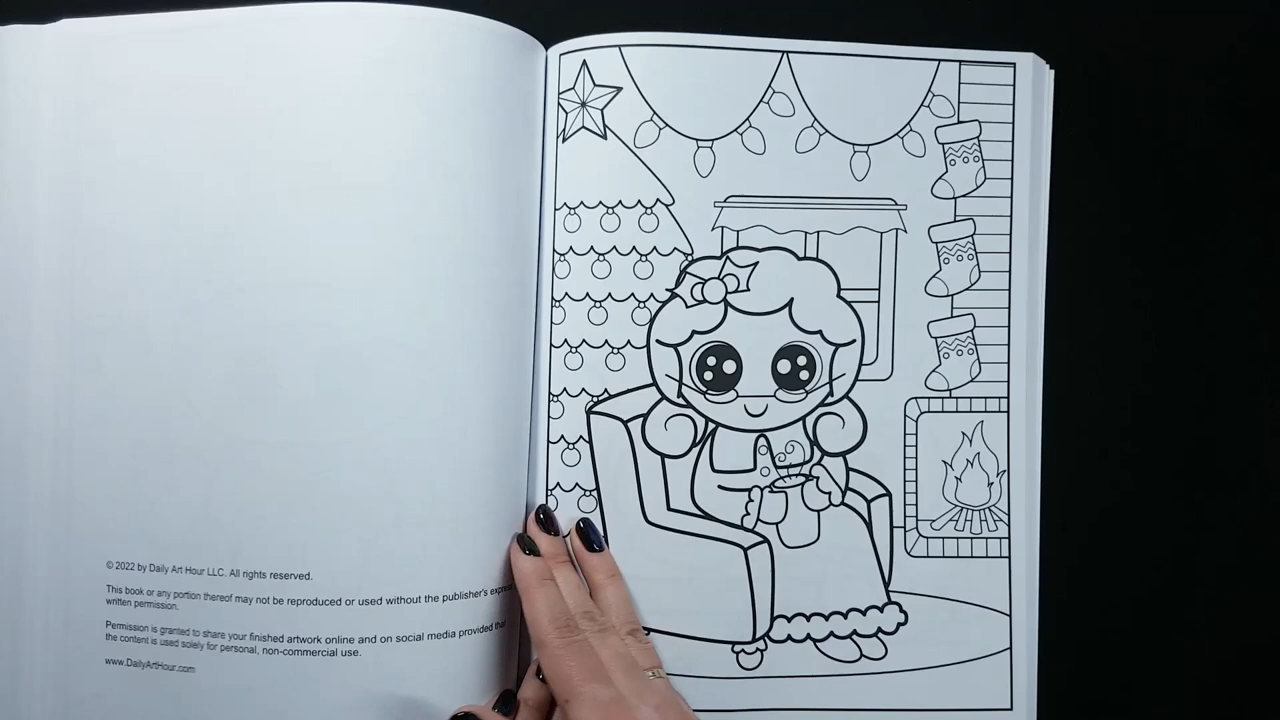 © 2022 by Daily Art Hour LLC. All rights reserved.
This book or any portion thereof may not be reproduced or used without the publisher's
written permission.
Permission is granted to share your finished artwork online and on social media provided
the content is used solely for personal, non-commercial use.
www.DailyArtHour.com